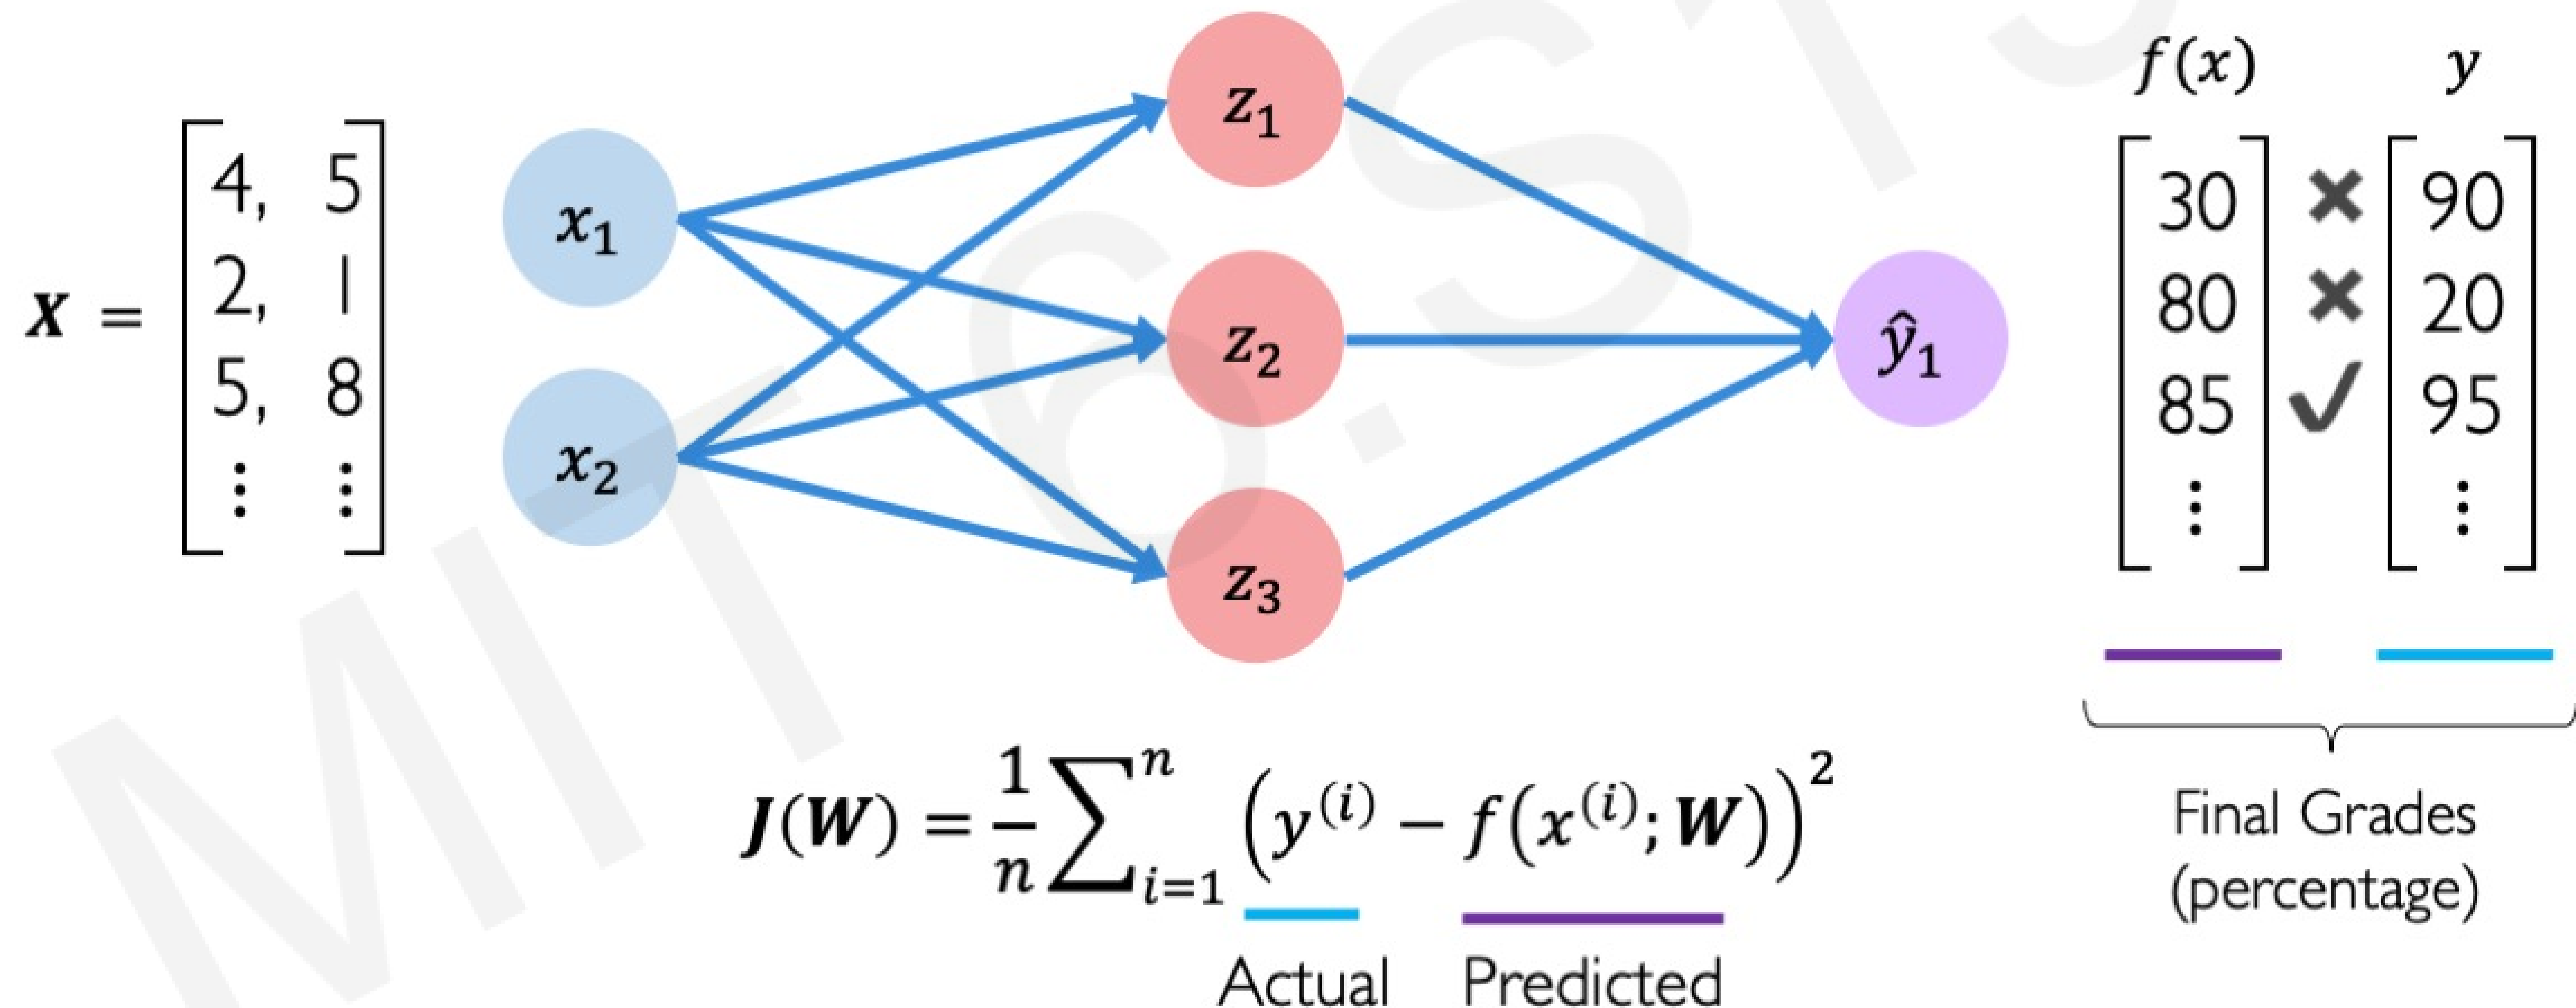 X =
4, 5
2, 1
5, 8
⋮ ⋮
x₁
x₂
z₁
z₂
z₃
ŷ₁
f(x) y
30 ✖ 90
80 ✖ 20
85 ✔ 95
⋮ ⋮
Final Grades
(percentage)
J(W) = 1/n ∑ⁿᵢ₌₁ (y⁽ⁱ⁾ − f(x⁽ⁱ⁾; W))²
Actual Predicted
MIT 6.S19